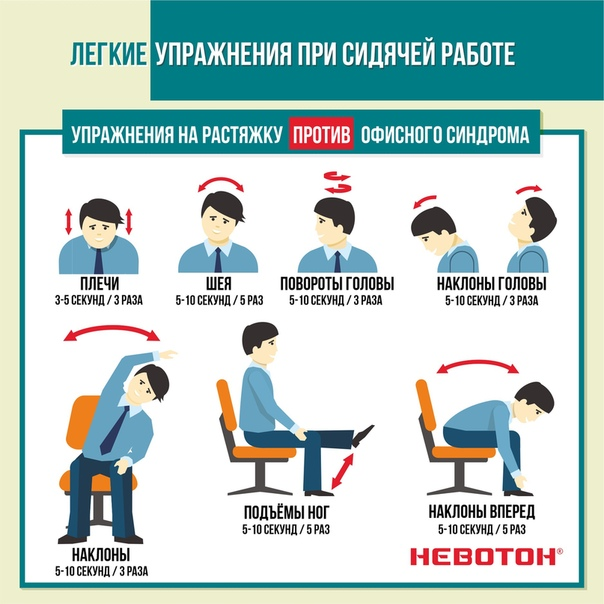 ЛЕГКИЕ УПРАЖНЕНИЯ ПРИ СИДЯЧЕЙ РАБОТЕ
УПРАЖНЕНИЯ НА РАСТЯЖКУ ПРОТИВ ОФИСНОГО СИНДРОМА
ПЛЕЧИ
3-5 СЕКУНД / 3 РАЗА
ШЕЯ
5-10 СЕКУНД / 5 РАЗ
ПОВОРОТЫ ГОЛОВЫ
5-10 СЕКУНД / 3 РАЗА
НАКЛОНЫ ГОЛОВЫ
5-10 СЕКУНД / 3 РАЗА
НАКЛОНЫ
5-10 СЕКУНД / 3 РАЗА
ПОДЪЁМЫ НОГ
5-10 СЕКУНД / 5 РАЗ
НАКЛОНЫ ВПЕРЕД
5-10 СЕКУНД / 5 РАЗ
НЕВОТОН®